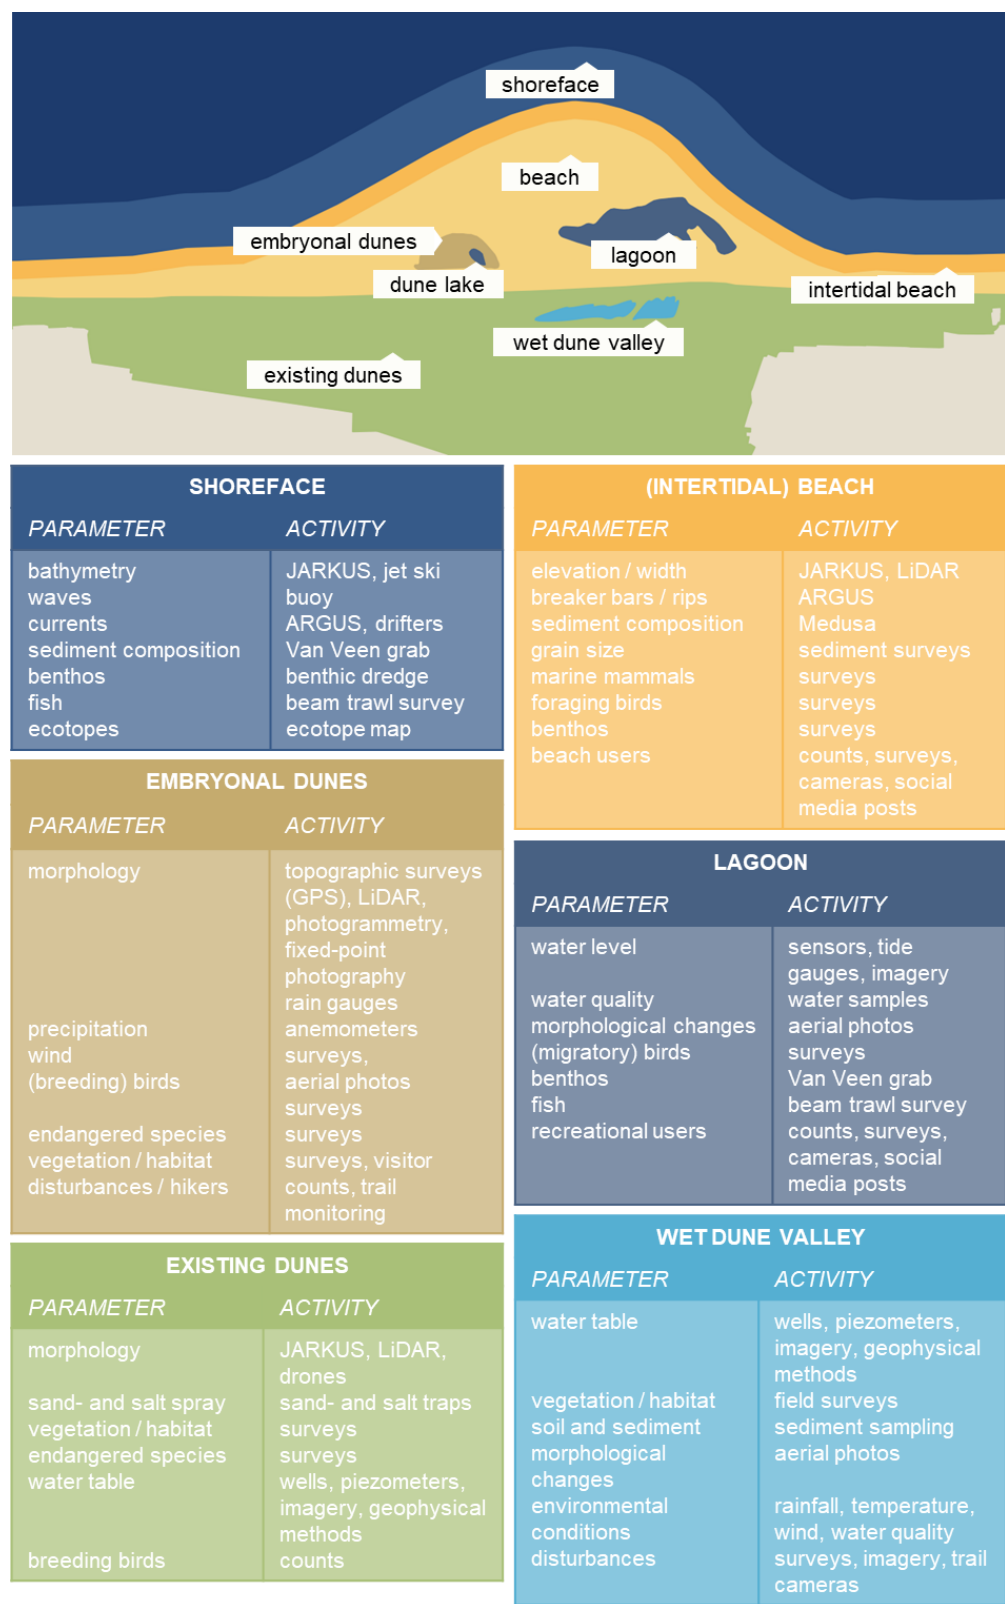 shoreface
beach
embryonal dunes
lagoon
dune lake
intertidal beach
wet dune valley
existing dunes
SHOREFACE
PARAMETER ACTIVITY
bathymetry JARKUS, jet ski
waves buoy
currents ARGUS, drifters
sediment composition Van Veen grab
benthos benthic dredge
fish beam trawl survey
ecotopes ecotope map
(INTERTIDAL) BEACH
PARAMETER ACTIVITY
elevation / width JARKUS, LiDAR
breaker bars / rips ARGUS
sediment composition Medusa
grain size sediment surveys
marine mammals surveys
foraging birds surveys
benthos surveys
beach users counts, surveys,
cameras, social
media posts
EMBRYONAL DUNES
PARAMETER ACTIVITY
morphology topographic surveys
(GPS), LiDAR,
photogrammetry,
fixed-point
photography
rain gauges
precipitation anemometers
wind surveys,
(breeding) birds aerial photos
surveys
endangered species surveys
vegetation / habitat surveys, visitor
disturbances / hikers counts, trail
monitoring
LAGOON
PARAMETER ACTIVITY
water level sensors, tide
gauges, imagery
water quality water samples
morphological changes aerial photos
(migratory) birds surveys
benthos Van Veen grab
fish beam trawl survey
recreational users counts, surveys,
cameras, social
media posts
EXISTING DUNES
PARAMETER ACTIVITY
morphology JARKUS, LiDAR,
drones
sand- and salt spray sand- and salt traps
vegetation / habitat surveys
endangered species surveys
water table wells, piezometers,
imagery, geophysical
methods
breeding birds counts
WET DUNE VALLEY
PARAMETER ACTIVITY
water table wells, piezometers,
imagery, geophysical
methods
vegetation / habitat field surveys
soil and sediment sediment sampling
morphological aerial photos
changes
environmental rainfall, temperature,
conditions wind, water quality
disturbances surveys, imagery, trail
cameras